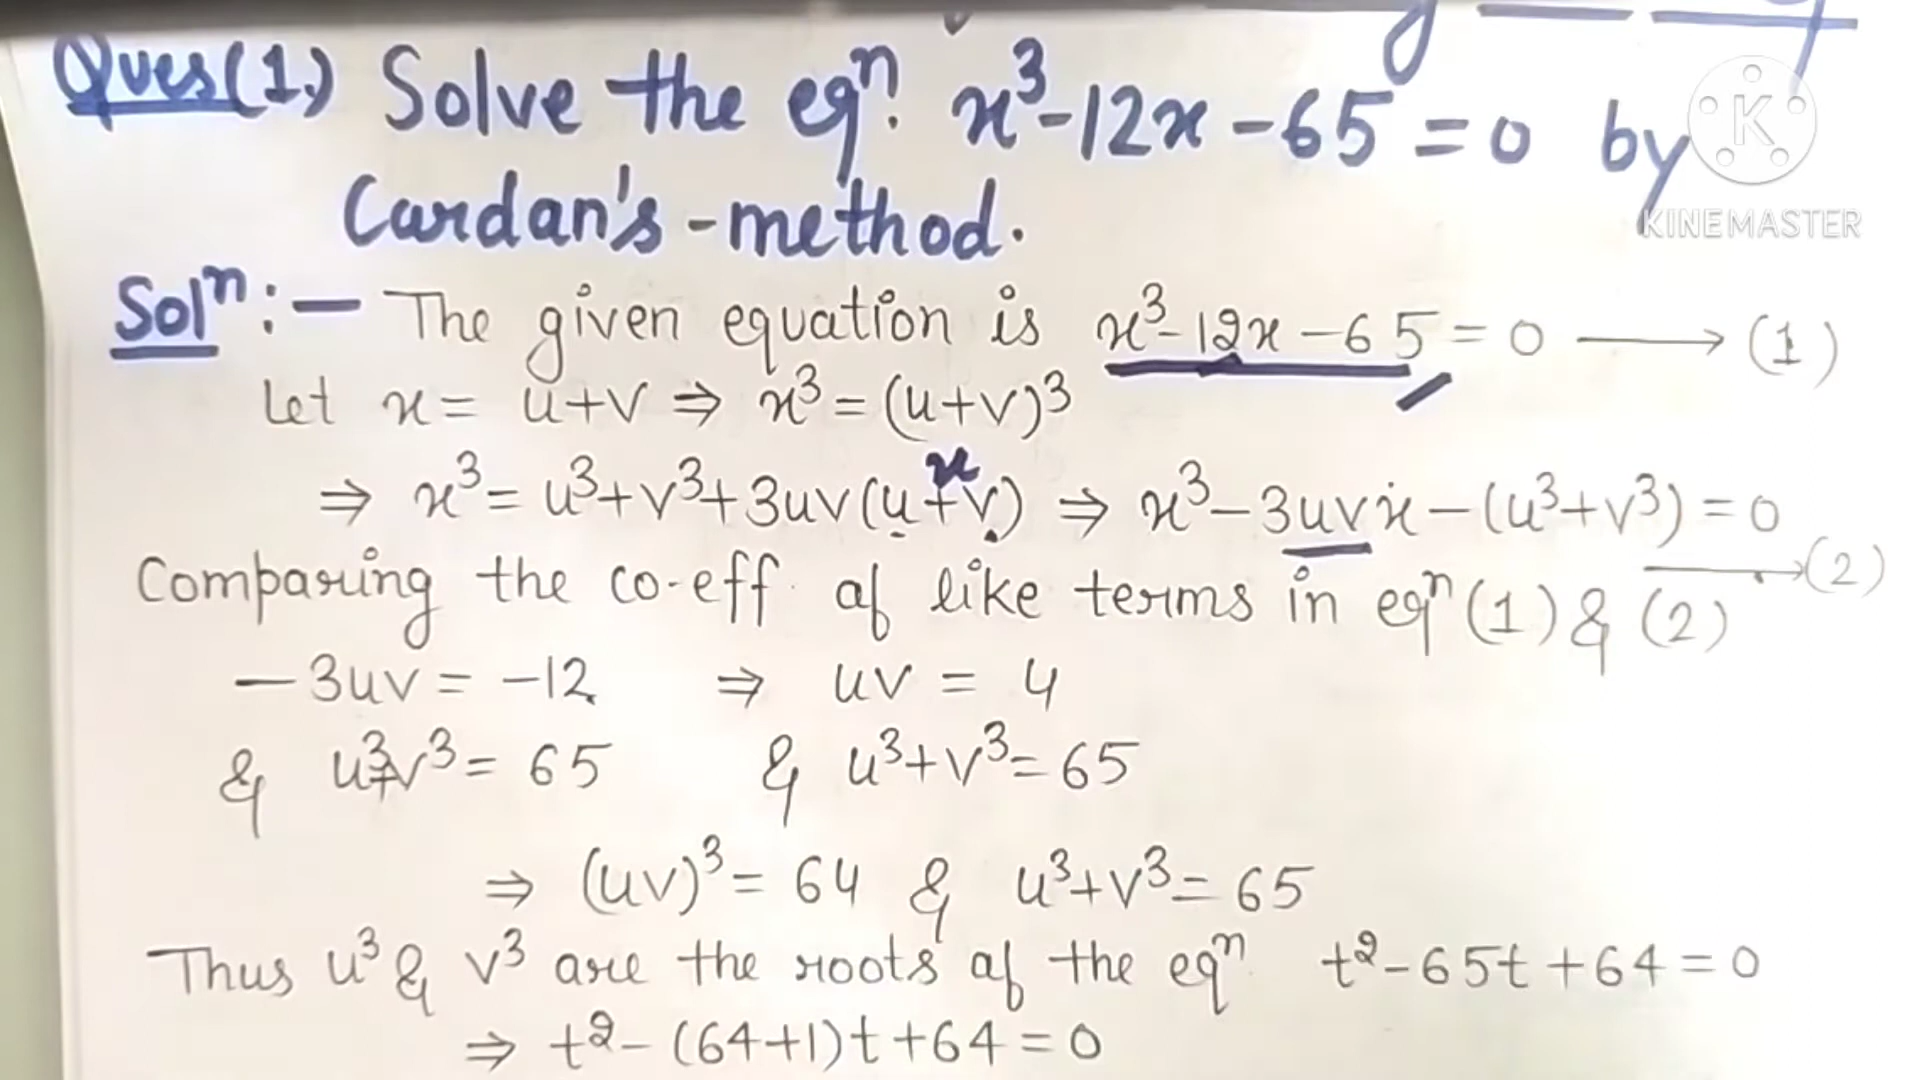 Ques(1.) Solve the eqⁿ. x³-12x-65=0 by
Cardan's-method.
KINEMASTER
Solⁿ:- The given equation is x³-12x-65=0 ⟶ (1)
Let x= u+v ⇒ x³=(u+v)³
x
⇒ x³= u³+v³+3uv(u+v) ⇒ x³-3uvx-(u³+v³)=0
⟶(2)
Comparing the co-eff. of like terms in eqⁿ(1) & (2)
-3uv= -12 ⇒ uv = 4
& u³+v³= 65 & u³+v³=65
⇒ (uv)³= 64 & u³+v³=65
Thus u³ & v³ are the roots of the eqⁿ. t²-65t+64=0
⇒ t²-(64+1)t+64=0